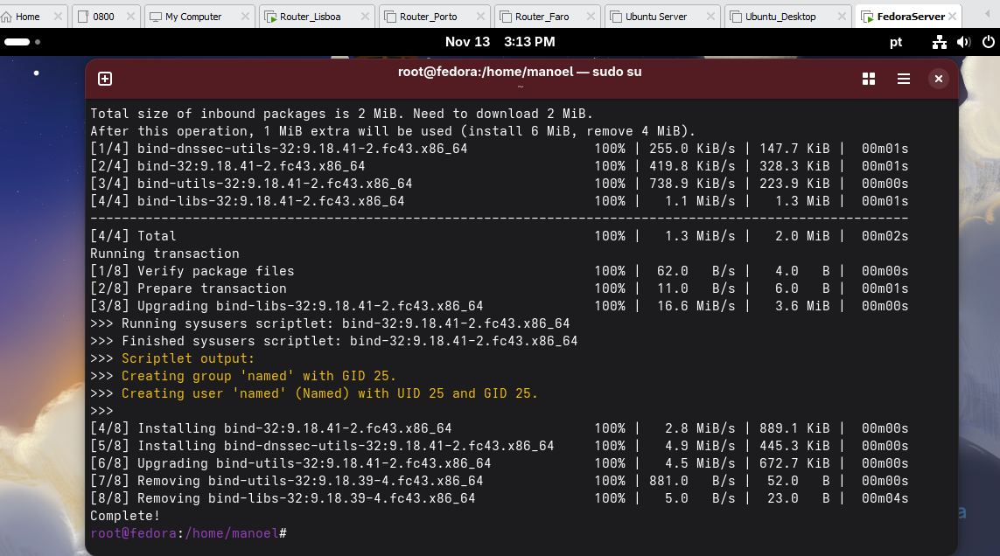 Home 0800 My Computer Router_Lisboa Router_Porto Router_Faro Ubuntu Server Ubuntu_Desktop FedoraServer
Nov 13 3:13 PM pt
root@fedora:/home/manoel — sudo su
~
Total size of inbound packages is 2 MiB. Need to download 2 MiB.
After this operation, 1 MiB extra will be used (install 6 MiB, remove 4 MiB).
[1/4] bind-dnssec-utils-32:9.18.41-2.fc43.x86_64 100% | 255.0 KiB/s | 147.7 KiB | 00m01s
[2/4] bind-32:9.18.41-2.fc43.x86_64 100% | 419.8 KiB/s | 328.3 KiB | 00m01s
[3/4] bind-utils-32:9.18.41-2.fc43.x86_64 100% | 738.9 KiB/s | 223.9 KiB | 00m00s
[4/4] bind-libs-32:9.18.41-2.fc43.x86_64 100% | 1.1 MiB/s | 1.3 MiB | 00m01s
--------------------------------------------------------------------------------------------------------
[4/4] Total 100% | 1.3 MiB/s | 2.0 MiB | 00m02s
Running transaction
[1/8] Verify package files 100% | 62.0 B/s | 4.0 B | 00m00s
[2/8] Prepare transaction 100% | 11.0 B/s | 6.0 B | 00m01s
[3/8] Upgrading bind-libs-32:9.18.41-2.fc43.x86_64 100% | 16.6 MiB/s | 3.6 MiB | 00m00s
>>> Running sysusers scriptlet: bind-32:9.18.41-2.fc43.x86_64
>>> Finished sysusers scriptlet: bind-32:9.18.41-2.fc43.x86_64
>>> Scriptlet output:
>>> Creating group 'named' with GID 25.
>>> Creating user 'named' (Named) with UID 25 and GID 25.
>>>
[4/8] Installing bind-32:9.18.41-2.fc43.x86_64 100% | 2.8 MiB/s | 889.1 KiB | 00m00s
[5/8] Installing bind-dnssec-utils-32:9.18.41-2.fc43.x86_64 100% | 4.9 MiB/s | 445.3 KiB | 00m00s
[6/8] Upgrading bind-utils-32:9.18.41-2.fc43.x86_64 100% | 4.5 MiB/s | 672.7 KiB | 00m00s
[7/8] Removing bind-utils-32:9.18.39-4.fc43.x86_64 100% | 881.0 B/s | 52.0 B | 00m00s
[8/8] Removing bind-libs-32:9.18.39-4.fc43.x86_64 100% | 5.0 B/s | 23.0 B | 00m04s
Complete!
root@fedora:/home/manoel#